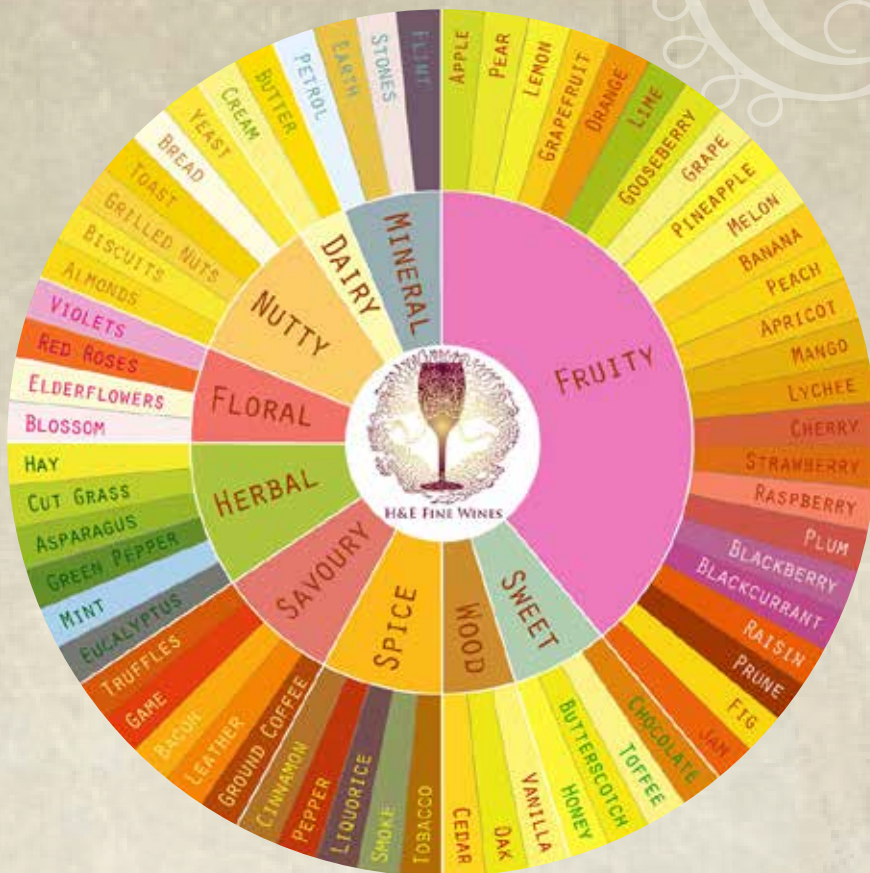 Apple
Pear
Lemon
Grapefruit
Orange
Lime
Gooseberry
Grape
Pineapple
Melon
Banana
Peach
Apricot
Mango
Lychee
Cherry
Strawberry
Raspberry
Plum
Blackberry
Blackcurrant
Raisin
Prune
Fig
Jam
Chocolate
Toffee
Butterscotch
Honey
Vanilla
Oak
Cedar
Tobacco
Smoke
Liquorice
Pepper
Cinnamon
Ground Coffee
Leather
Bacon
Game
Truffles
Eucalyptus
Mint
Green Pepper
Asparagus
Cut Grass
Hay
Blossom
Elderflowers
Red Roses
Violets
Almonds
Biscuits
Grilled Nuts
Toast
Bread
Yeast
Cream
Butter
Petrol
Earth
Stones
Flint
Fruity
Sweet
Wood
Spice
Savoury
Herbal
Floral
Nutty
Dairy
Mineral
H&E Fine Wines